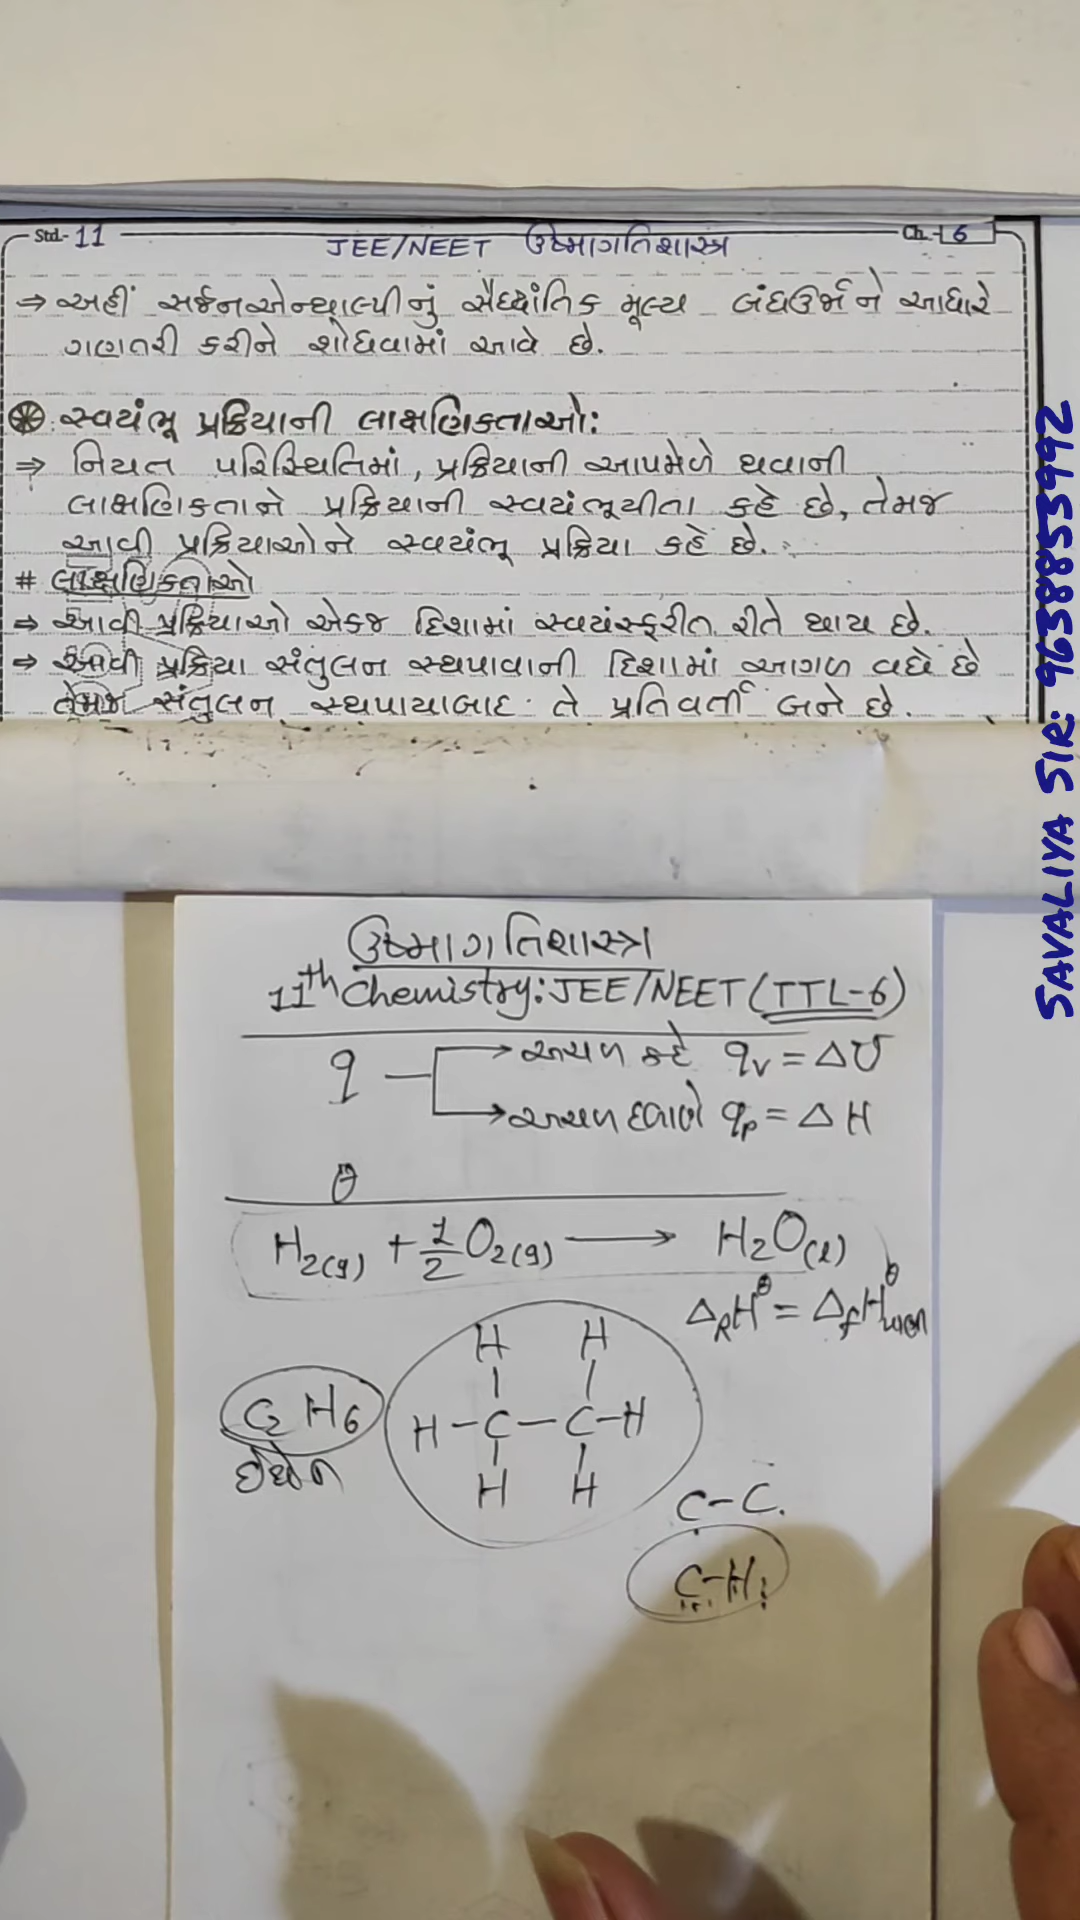 Std.- 11
JEE/NEET ઉષ્માગતિશાસ્ત્ર
Ch.-6
⇒ અહીં સર્જનએન્થાલ્પીનું સૈધ્ધાંતિક મૂલ્ય બંધઉર્જાને આધારે
ગણતરી કરીને શોધવામાં આવે છે.
સ્વયંભૂ પ્રક્રિયાની લાક્ષણિકતાઓ:
⇒ નિયત પરિસ્થિતિમાં, પ્રક્રિયાની આપમેળે થવાની
લાક્ષણિકતાને પ્રક્રિયાની સ્વયંભૂયીતા કહે છે, તેમજ
આવી પ્રક્રિયાઓને સ્વયંભૂ પ્રક્રિયા કહે છે.
# લાક્ષણિકતાઓ
⇒ આવી પ્રક્રિયાઓ એકજ દિશામાં સ્વયંસ્ફુરીત રીતે થાય છે.
⇒ આવી પ્રક્રિયા સંતુલન સ્થપાવાની દિશામાં આગળ વધે છે
તેમજ સંતુલન સ્થપાયાબાદ તે પ્રતિવર્તી બને છે.
SAVALIYA SIR: 9638853992
ઉષ્માગતિશાસ્ત્ર
11th Chemistry: JEE/NEET (TTL-6)
q → અચળ કદે qv = ΔU
→ અચળ દબાણે qp = ΔH
θ
H2(g) + 1/2 O2(g) → H2O(l)
ΔRHθ = ΔfHθ
H H
H-C-C-H
H H
C2H6
ઈથેન
C-C.
C-H: